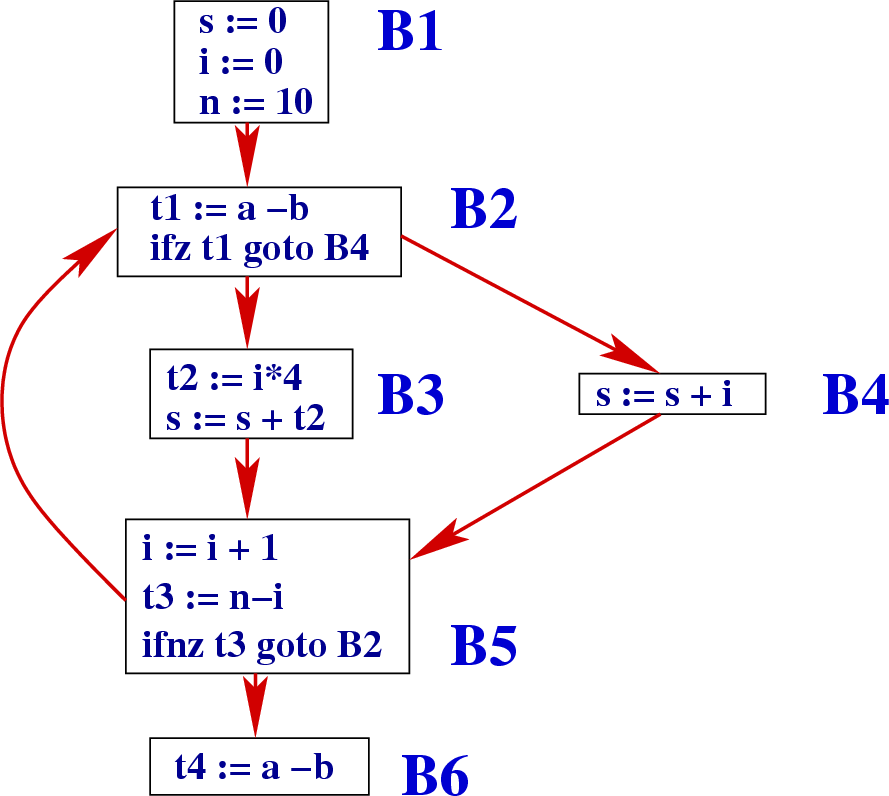 s := 0
i := 0
n := 10
B1
t1 := a −b
ifz t1 goto B4
B2
t2 := i*4
s := s + t2
B3
s := s + i
B4
i := i + 1
t3 := n−i
ifnz t3 goto B2
B5
t4 := a −b
B6